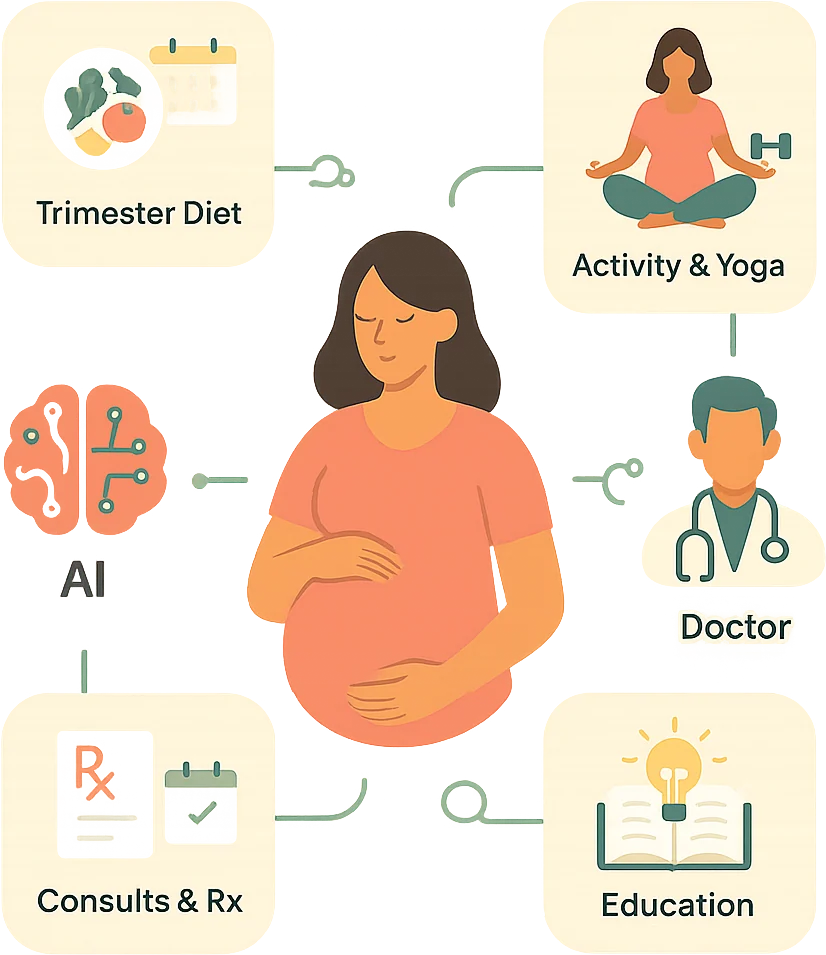 Trimester Diet
Activity & Yoga
AI
Doctor
Rx
Consults & Rx
Education